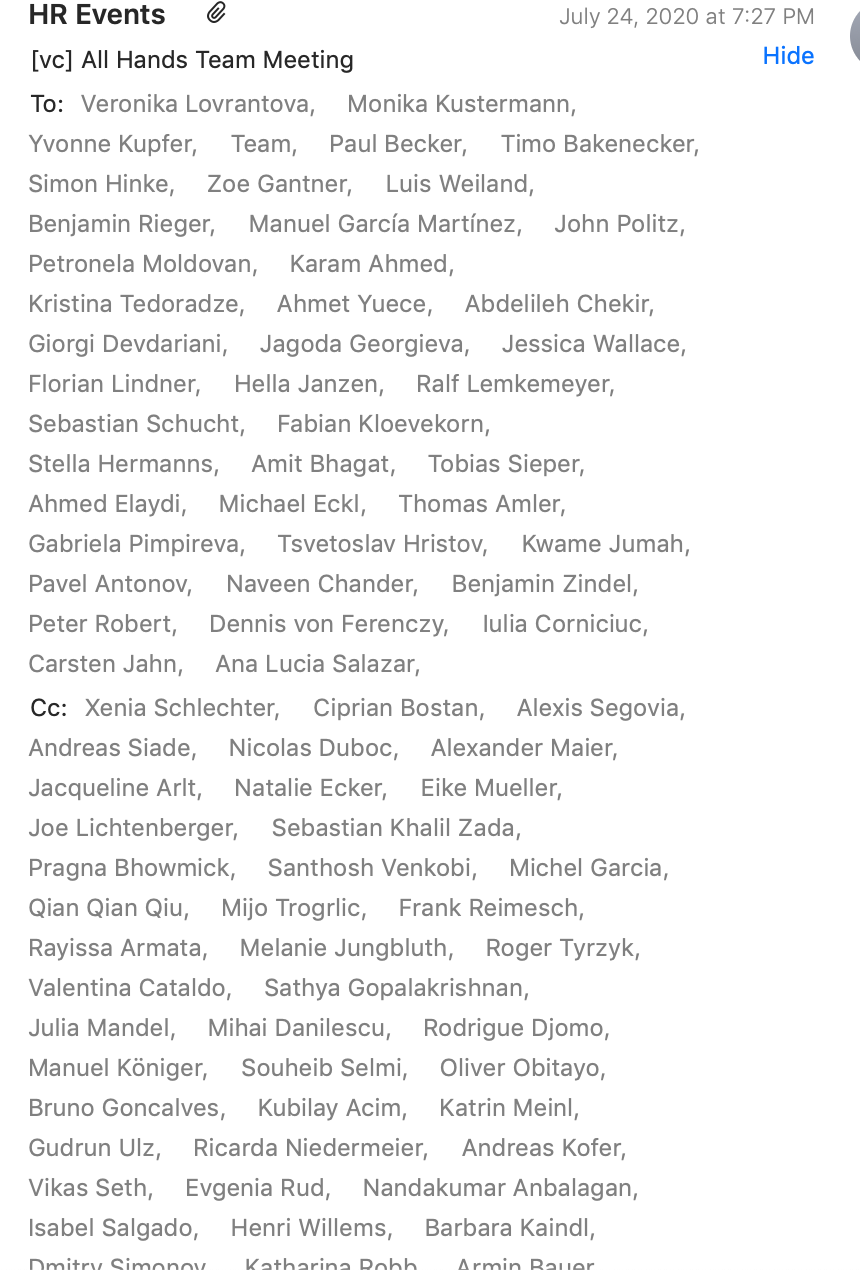 HR Events July 24, 2020 at 7:27 PM
[vc] All Hands Team Meeting Hide
To: Veronika Lovrantova, Monika Kustermann,
Yvonne Kupfer, Team, Paul Becker, Timo Bakenecker,
Simon Hinke, Zoe Gantner, Luis Weiland,
Benjamin Rieger, Manuel García Martínez, John Politz,
Petronela Moldovan, Karam Ahmed,
Kristina Tedoradze, Ahmet Yuece, Abdelileh Chekir,
Giorgi Devdariani, Jagoda Georgieva, Jessica Wallace,
Florian Lindner, Hella Janzen, Ralf Lemkemeyer,
Sebastian Schucht, Fabian Kloevekorn,
Stella Hermanns, Amit Bhagat, Tobias Sieper,
Ahmed Elaydi, Michael Eckl, Thomas Amler,
Gabriela Pimpireva, Tsvetoslav Hristov, Kwame Jumah,
Pavel Antonov, Naveen Chander, Benjamin Zindel,
Peter Robert, Dennis von Ferenczy, Iulia Corniciuc,
Carsten Jahn, Ana Lucia Salazar,
Cc: Xenia Schlechter, Ciprian Bostan, Alexis Segovia,
Andreas Siade, Nicolas Duboc, Alexander Maier,
Jacqueline Arlt, Natalie Ecker, Eike Mueller,
Joe Lichtenberger, Sebastian Khalil Zada,
Pragna Bhowmick, Santhosh Venkobi, Michel Garcia,
Qian Qian Qiu, Mijo Trogrlic, Frank Reimesch,
Rayissa Armata, Melanie Jungbluth, Roger Tyrzyk,
Valentina Cataldo, Sathya Gopalakrishnan,
Julia Mandel, Mihai Danilescu, Rodrigue Djomo,
Manuel Königer, Souheib Selmi, Oliver Obitayo,
Bruno Goncalves, Kubilay Acim, Katrin Meinl,
Gudrun Ulz, Ricarda Niedermeier, Andreas Kofer,
Vikas Seth, Evgenia Rud, Nandakumar Anbalagan,
Isabel Salgado, Henri Willems, Barbara Kaindl,
Dmitry Simonov Katharina Robb Armin Bauer